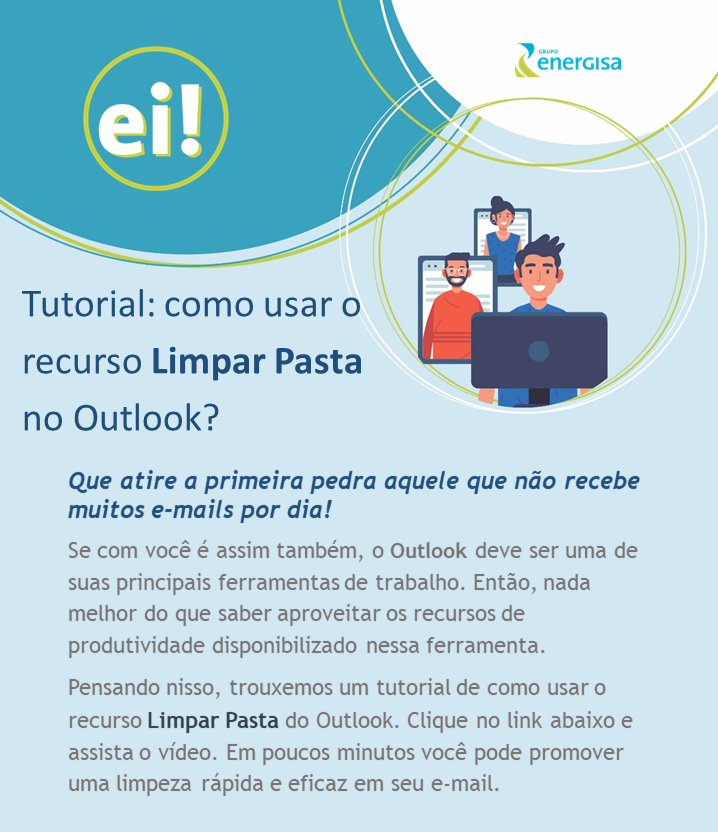 ei!
GRUPO
energisa
Tutorial: como usar o
recurso Limpar Pasta
no Outlook?
Que atire a primeira pedra aquele que não recebe
muitos e-mails por dia!
Se com você é assim também, o Outlook deve ser uma de
suas principais ferramentas de trabalho. Então, nada
melhor do que saber aproveitar os recursos de
produtividade disponibilizado nessa ferramenta.
Pensando nisso, trouxemos um tutorial de como usar o
recurso Limpar Pasta do Outlook. Clique no link abaixo e
assista o vídeo. Em poucos minutos você pode promover
uma limpeza rápida e eficaz em seu e-mail.